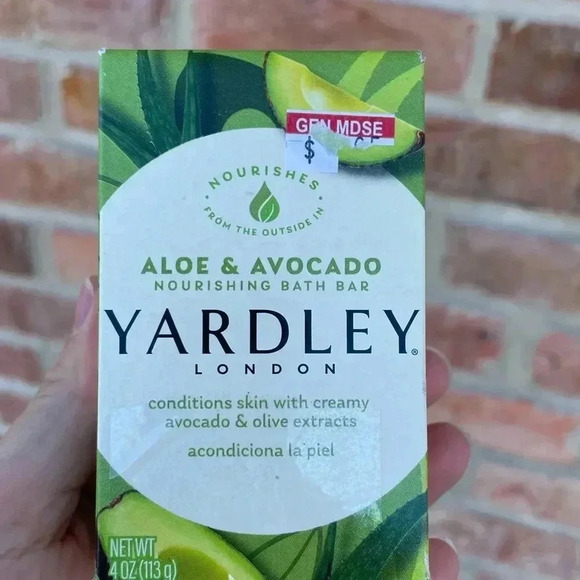 GEN MDSE
$
NOURISHES
FROM THE OUTSIDE IN
ALOE & AVOCADO
NOURISHING BATH BAR
YARDLEY®
LONDON
conditions skin with creamy
avocado & olive extracts
acondiciona la piel
NET WT
4 OZ (113 g)